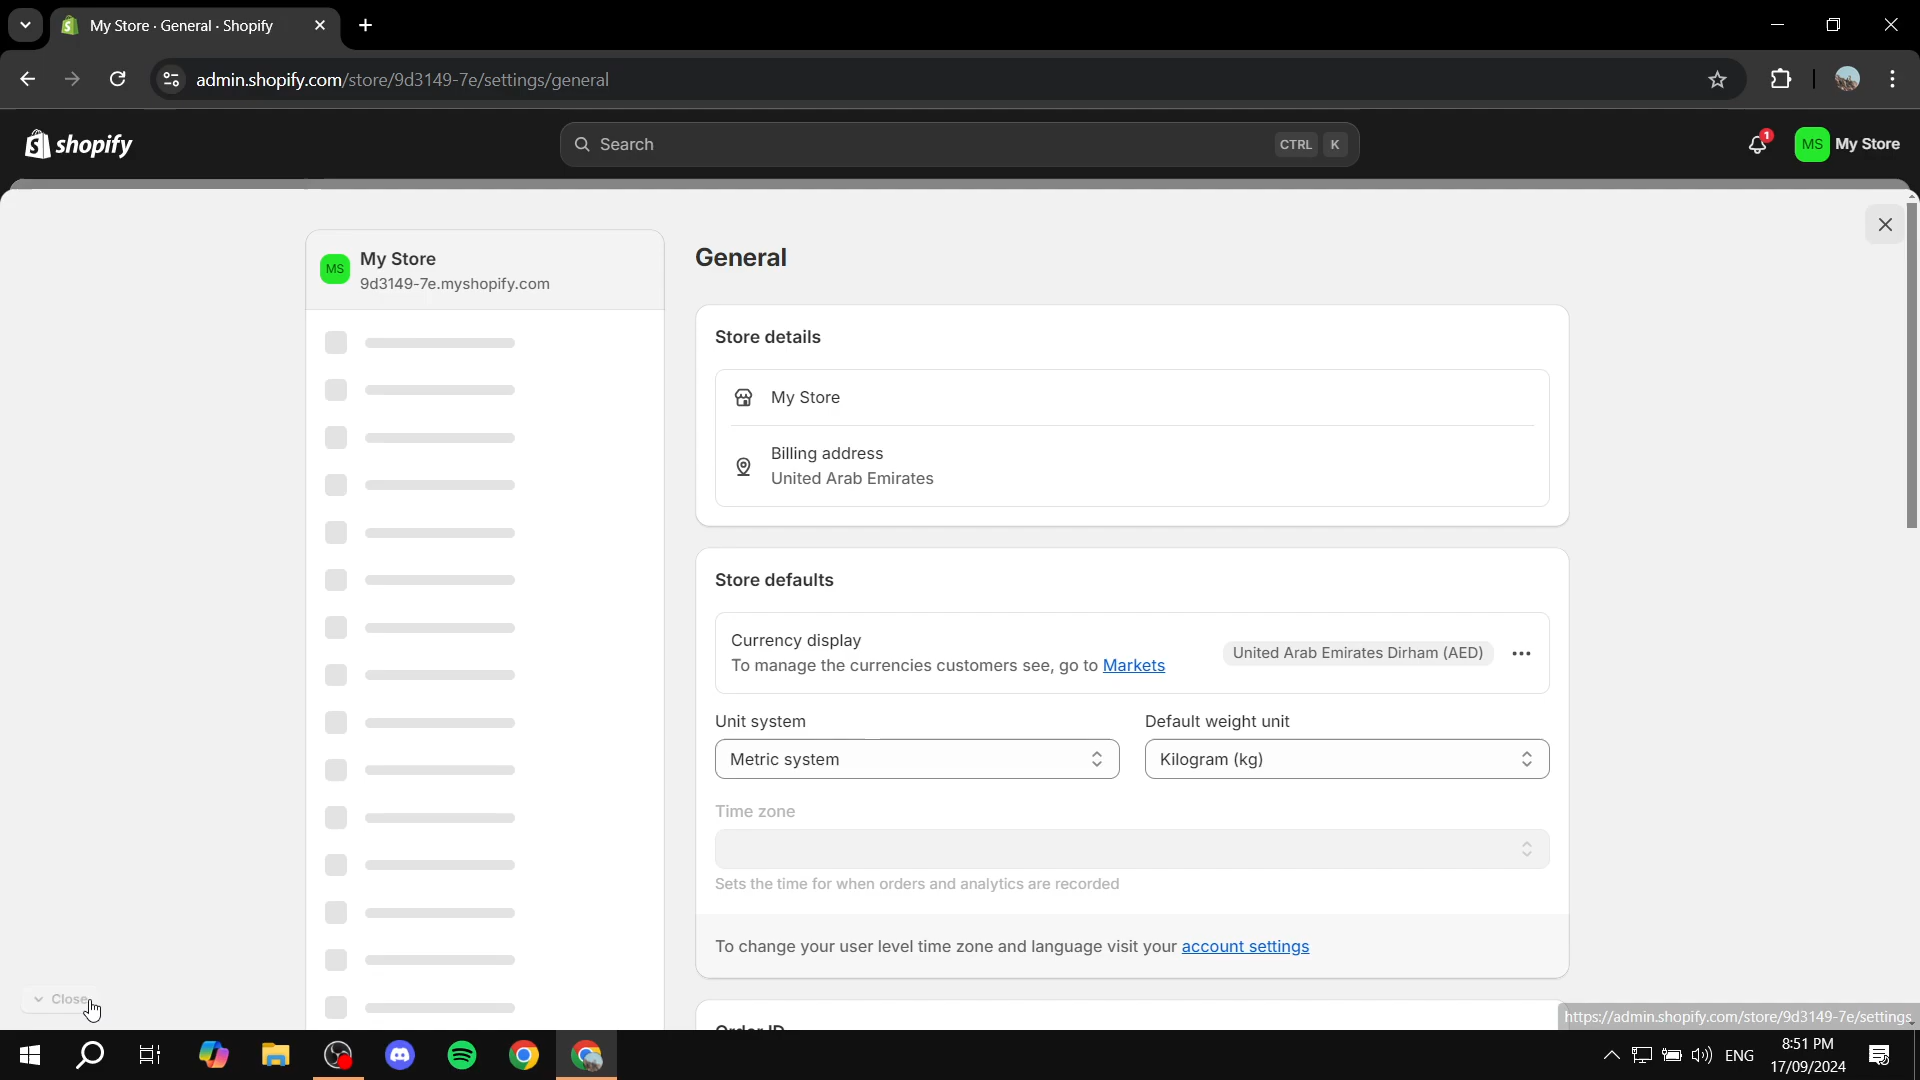 My Store · General · Shopify
admin.shopify.com/store/9d3149-7e/settings/general
shopify
Search
CTRL K
1
MS
My Store
MS
My Store
9d3149-7e.myshopify.com
General
Store details
My Store
Billing address
United Arab Emirates
Store defaults
Currency display
To manage the currencies customers see, go to Markets
United Arab Emirates Dirham (AED)
Unit system
Default weight unit
Metric system
Kilogram (kg)
Time zone
Sets the time for when orders and analytics are recorded
To change your user level time zone and language visit your account settings
Close
Order ID
https://admin.shopify.com/store/9d3149-7e/settings
ENG
8:51 PM
17/09/2024